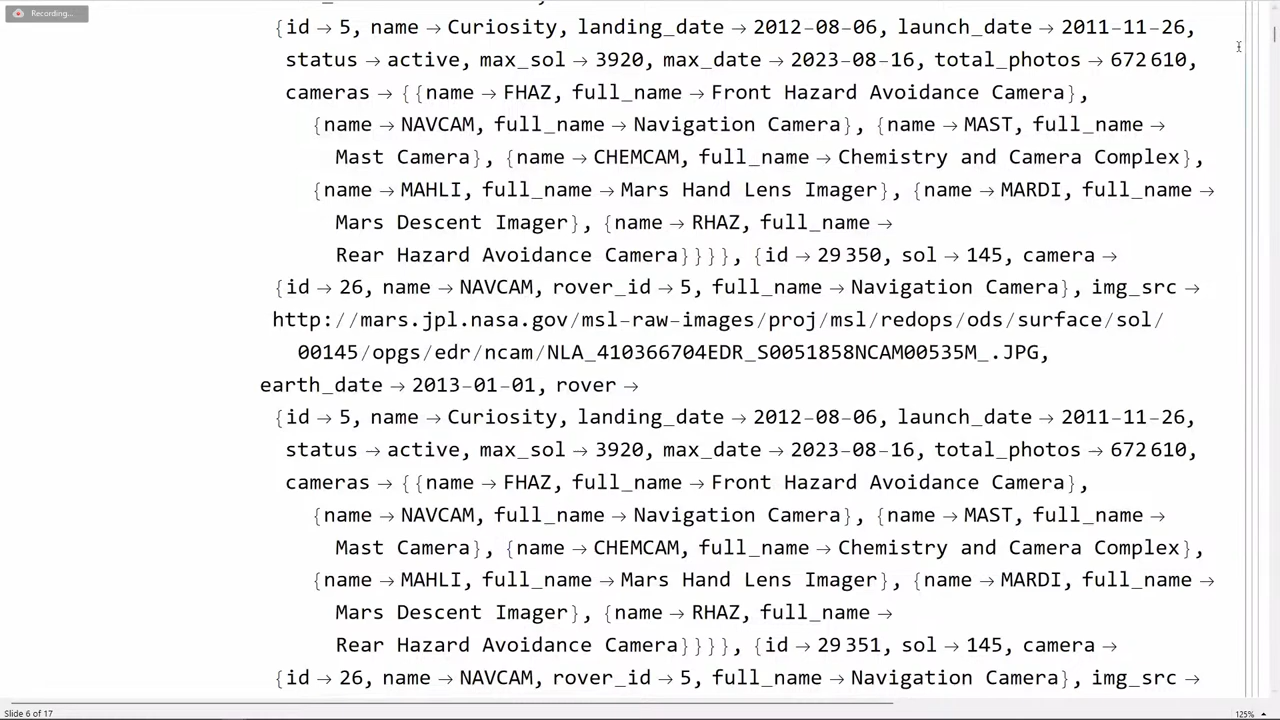 Recording...
{id → 5, name → Curiosity, landing_date → 2012-08-06, launch_date → 2011-11-26,
status → active, max_sol → 3920, max_date → 2023-08-16, total_photos → 672 610,
cameras → {{name → FHAZ, full_name → Front Hazard Avoidance Camera},
{name → NAVCAM, full_name → Navigation Camera}, {name → MAST, full_name →
Mast Camera}, {name → CHEMCAM, full_name → Chemistry and Camera Complex},
{name → MAHLI, full_name → Mars Hand Lens Imager}, {name → MARDI, full_name →
Mars Descent Imager}, {name → RHAZ, full_name →
Rear Hazard Avoidance Camera}}}}, {id → 29 350, sol → 145, camera →
{id → 26, name → NAVCAM, rover_id → 5, full_name → Navigation Camera}, img_src →
http://mars.jpl.nasa.gov/msl-raw-images/proj/msl/redops/ods/surface/sol/
00145/opgs/edr/ncam/NLA_410366704EDR_S0051858NCAM00535M_.JPG,
earth_date → 2013-01-01, rover →
{id → 5, name → Curiosity, landing_date → 2012-08-06, launch_date → 2011-11-26,
status → active, max_sol → 3920, max_date → 2023-08-16, total_photos → 672 610,
cameras → {{name → FHAZ, full_name → Front Hazard Avoidance Camera},
{name → NAVCAM, full_name → Navigation Camera}, {name → MAST, full_name →
Mast Camera}, {name → CHEMCAM, full_name → Chemistry and Camera Complex},
{name → MAHLI, full_name → Mars Hand Lens Imager}, {name → MARDI, full_name →
Mars Descent Imager}, {name → RHAZ, full_name →
Rear Hazard Avoidance Camera}}}}, {id → 29 351, sol → 145, camera →
{id → 26, name → NAVCAM, rover_id → 5, full_name → Navigation Camera}, img_src →
Slide 6 of 17
125%